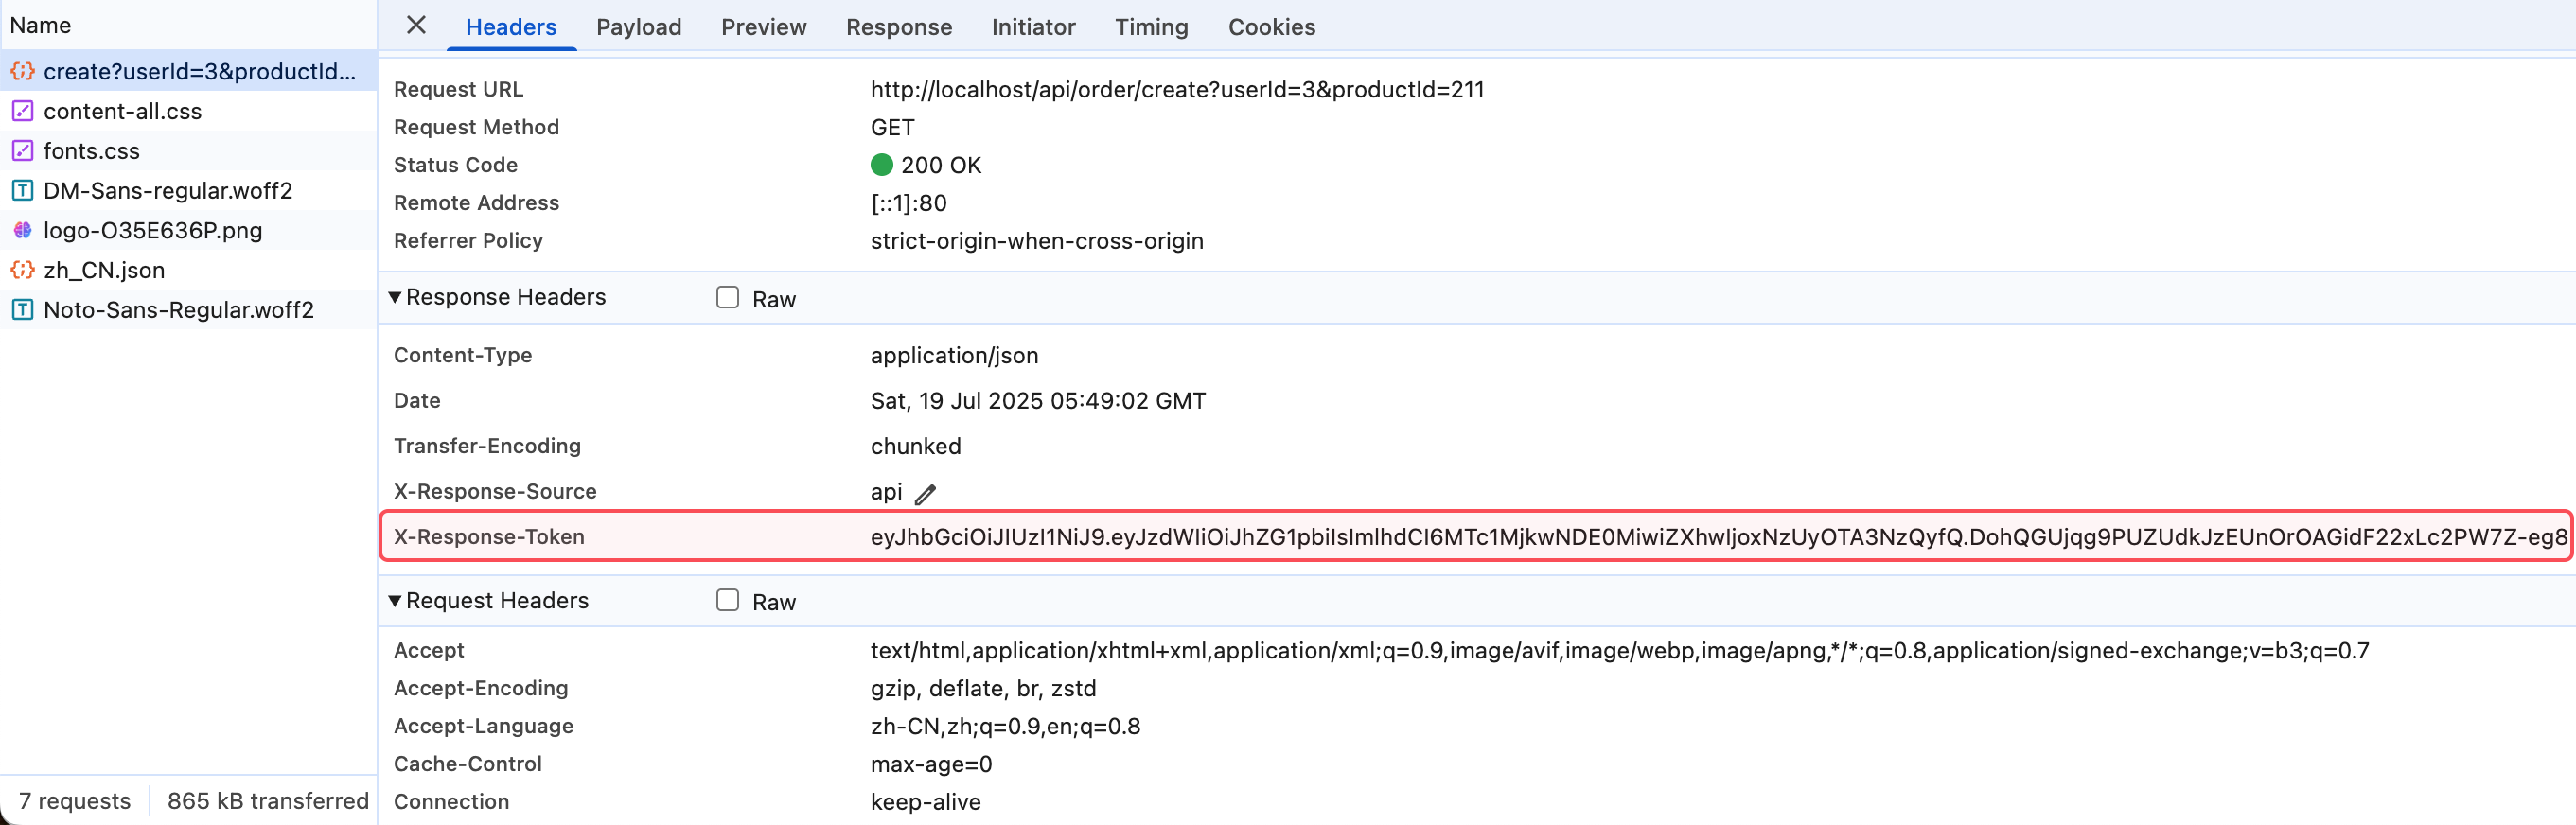 Name
create?userId=3&productId...
content-all.css
fonts.css
DM-Sans-regular.woff2
logo-O35E636P.png
zh_CN.json
Noto-Sans-Regular.woff2
7 requests 865 kB transferred
Headers Payload Preview Response Initiator Timing Cookies
Request URL http://localhost/api/order/create?userId=3&productId=211
Request Method GET
Status Code 200 OK
Remote Address [::1]:80
Referrer Policy strict-origin-when-cross-origin
Response Headers Raw
Content-Type application/json
Date Sat, 19 Jul 2025 05:49:02 GMT
Transfer-Encoding chunked
X-Response-Source api
X-Response-Token eyJhbGciOiJIUzI1NiJ9.eyJzdWIiOiJhZG1pbiIsImlhdCI6MTc1MjkwNDE0MiwiZXhwIjoxNzUyOTA3NzQyfQ.DohQGUjqg9PUZUdkJzEUnOrOAGidF22xLc2PW7Z-eg8
Request Headers Raw
Accept text/html,application/xhtml+xml,application/xml;q=0.9,image/avif,image/webp,image/apng,*/*;q=0.8,application/signed-exchange;v=b3;q=0.7
Accept-Encoding gzip, deflate, br, zstd
Accept-Language zh-CN,zh;q=0.9,en;q=0.8
Cache-Control max-age=0
Connection keep-alive